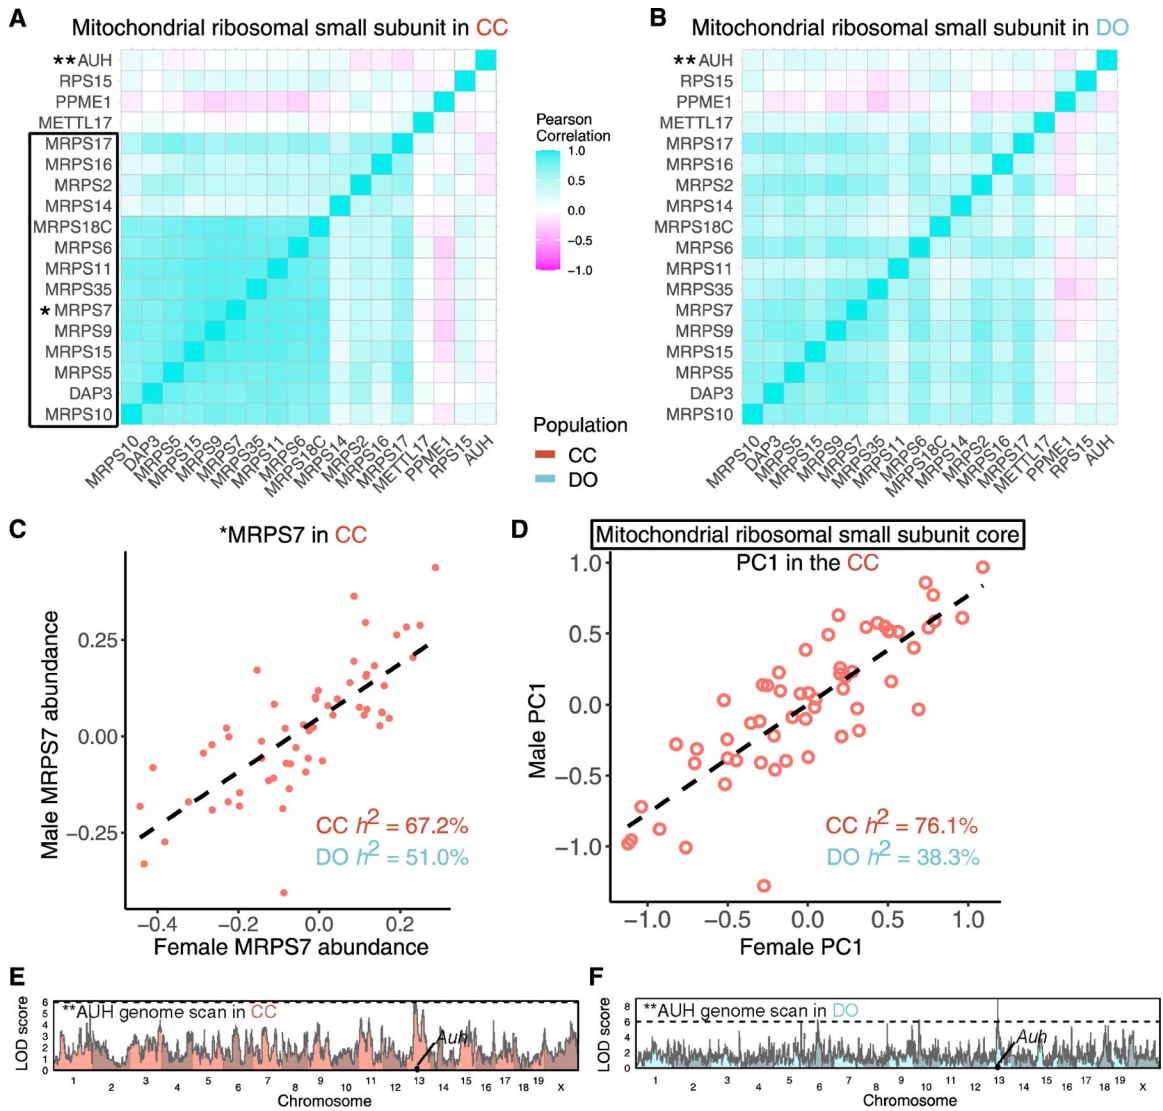 A
Mitochondrial ribosomal small subunit in CC
**AUH
RPS15
PPME1
METTL17
MRPS17
MRPS16
MRPS2
MRPS14
MRPS18C
MRPS6
MRPS11
MRPS35
*MRPS7
MRPS9
MRPS15
MRPS5
DAP3
MRPS10
MRPS10
DAP3
MRPS5
MRPS15
MRPS9
MRPS7
MRPS35
MRPS11
MRPS6
MRPS18C
MRPS14
MRPS2
MRPS16
MRPS17
METTL17
PPME1
RPS15
AUH
Pearson
Correlation
1.0
0.5
0.0
−0.5
−1.0
Population
CC
DO
B
Mitochondrial ribosomal small subunit in DO
**AUH
RPS15
PPME1
METTL17
MRPS17
MRPS16
MRPS2
MRPS14
MRPS18C
MRPS6
MRPS11
MRPS35
MRPS7
MRPS9
MRPS15
MRPS5
DAP3
MRPS10
MRPS10
DAP3
MRPS5
MRPS15
MRPS9
MRPS7
MRPS35
MRPS11
MRPS6
MRPS18C
MRPS14
MRPS2
MRPS16
MRPS17
METTL17
PPME1
RPS15
AUH
C
*MRPS7 in CC
Male MRPS7 abundance
0.25
0.00
−0.25
CC h² = 67.2%
DO h² = 51.0%
−0.4 −0.2 0.0 0.2
Female MRPS7 abundance
D
Mitochondrial ribosomal small subunit core
PC1 in the CC
Male PC1
1.0
0.5
0.0
−0.5
−1.0
CC h² = 76.1%
DO h² = 38.3%
−1.0 −0.5 0.0 0.5 1.0
Female PC1
E
**AUH genome scan in CC
LOD score
6
5
4
3
2
1
0
Auh
1 2 3 4 5 6 7 8 9 10 11 12 13 14 15 16 17 18 19 X
Chromosome
F
**AUH genome scan in DO
LOD score
8
6
4
2
0
Auh
1 2 3 4 5 6 7 8 9 10 11 12 13 14 15 16 17 18 19 X
Chromosome